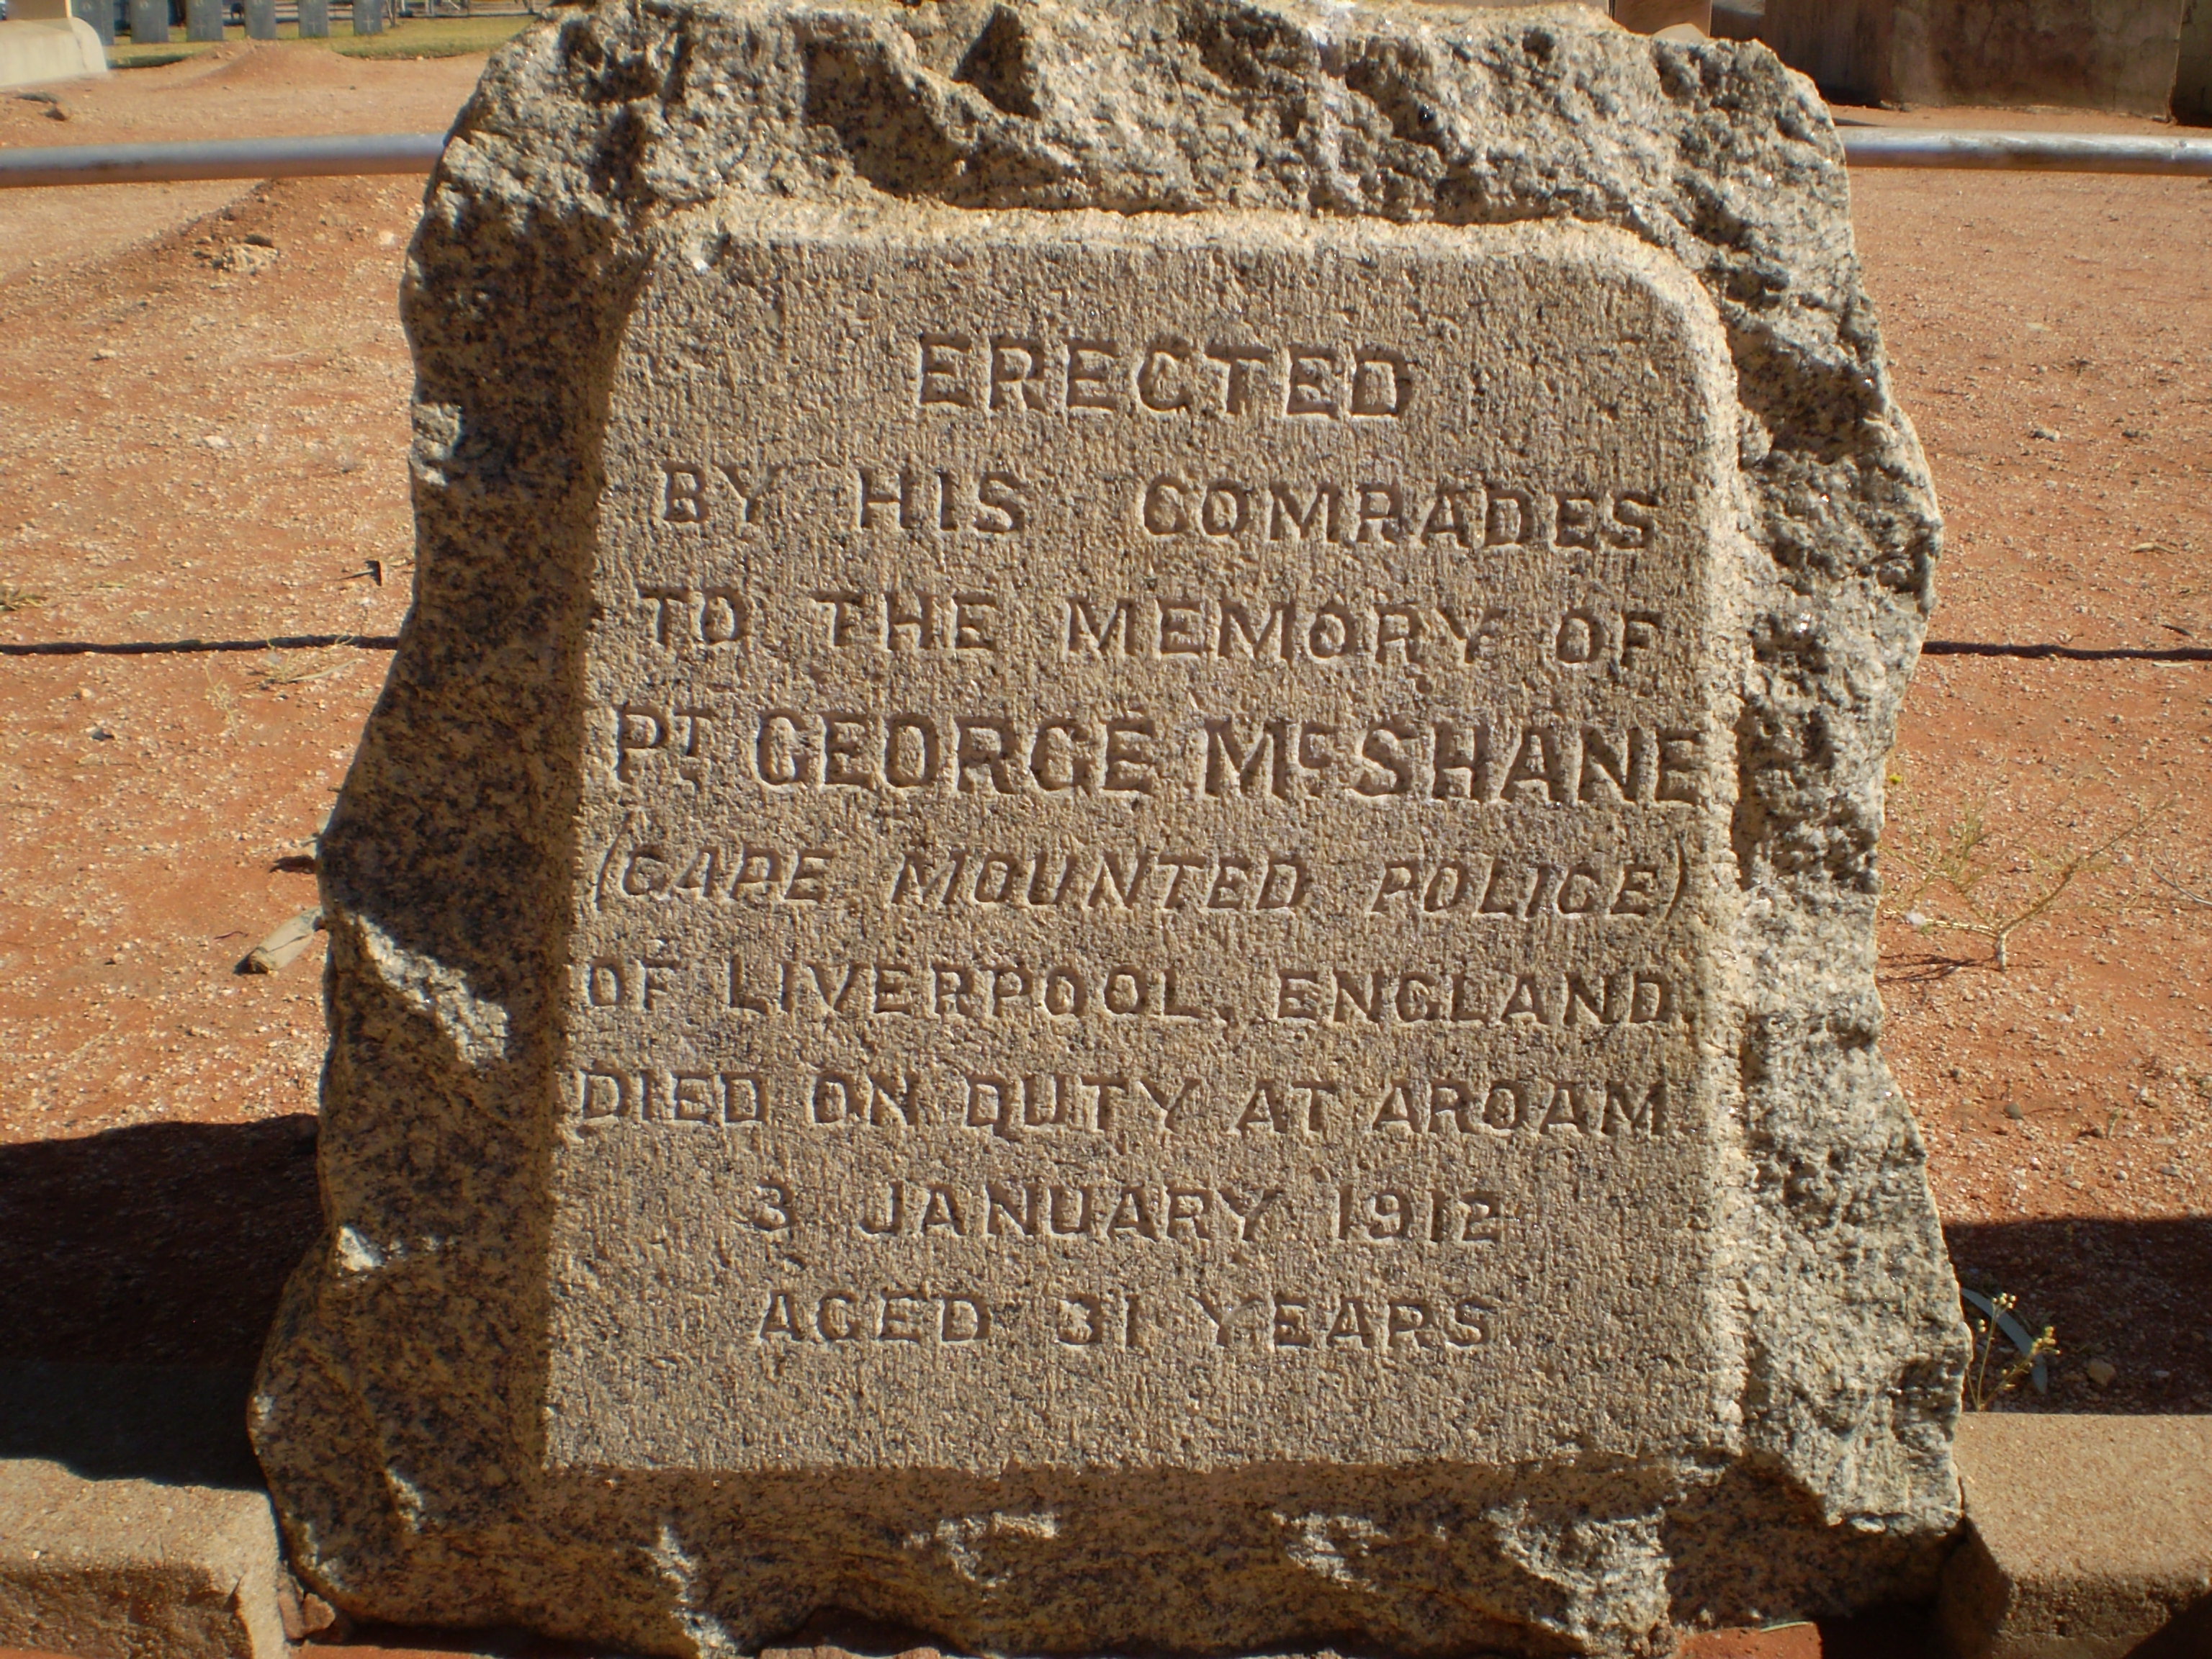 ERECTED
BY HIS COMRADES
TO THE MEMORY OF
PT GEORGE McSHANE
(CAPE MOUNTED POLICE)
OF LIVERPOOL, ENGLAND.
DIED ON DUTY AT AROAM.
3 JANUARY 1912
AGED 31 YEARS.